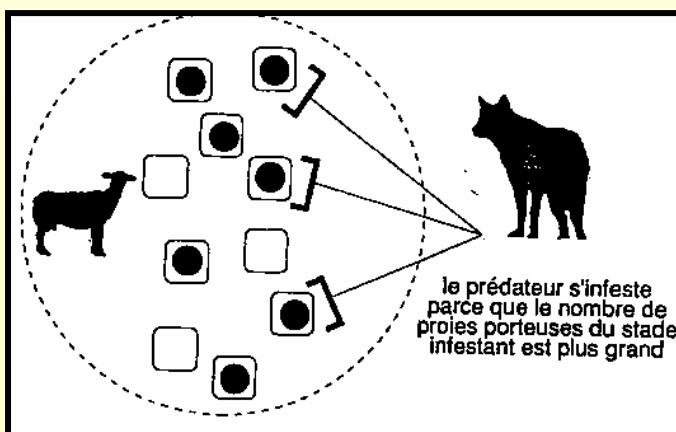 le prédateur s'infeste
parce que le nombre de
proies porteuses du stade
infestant est plus grand